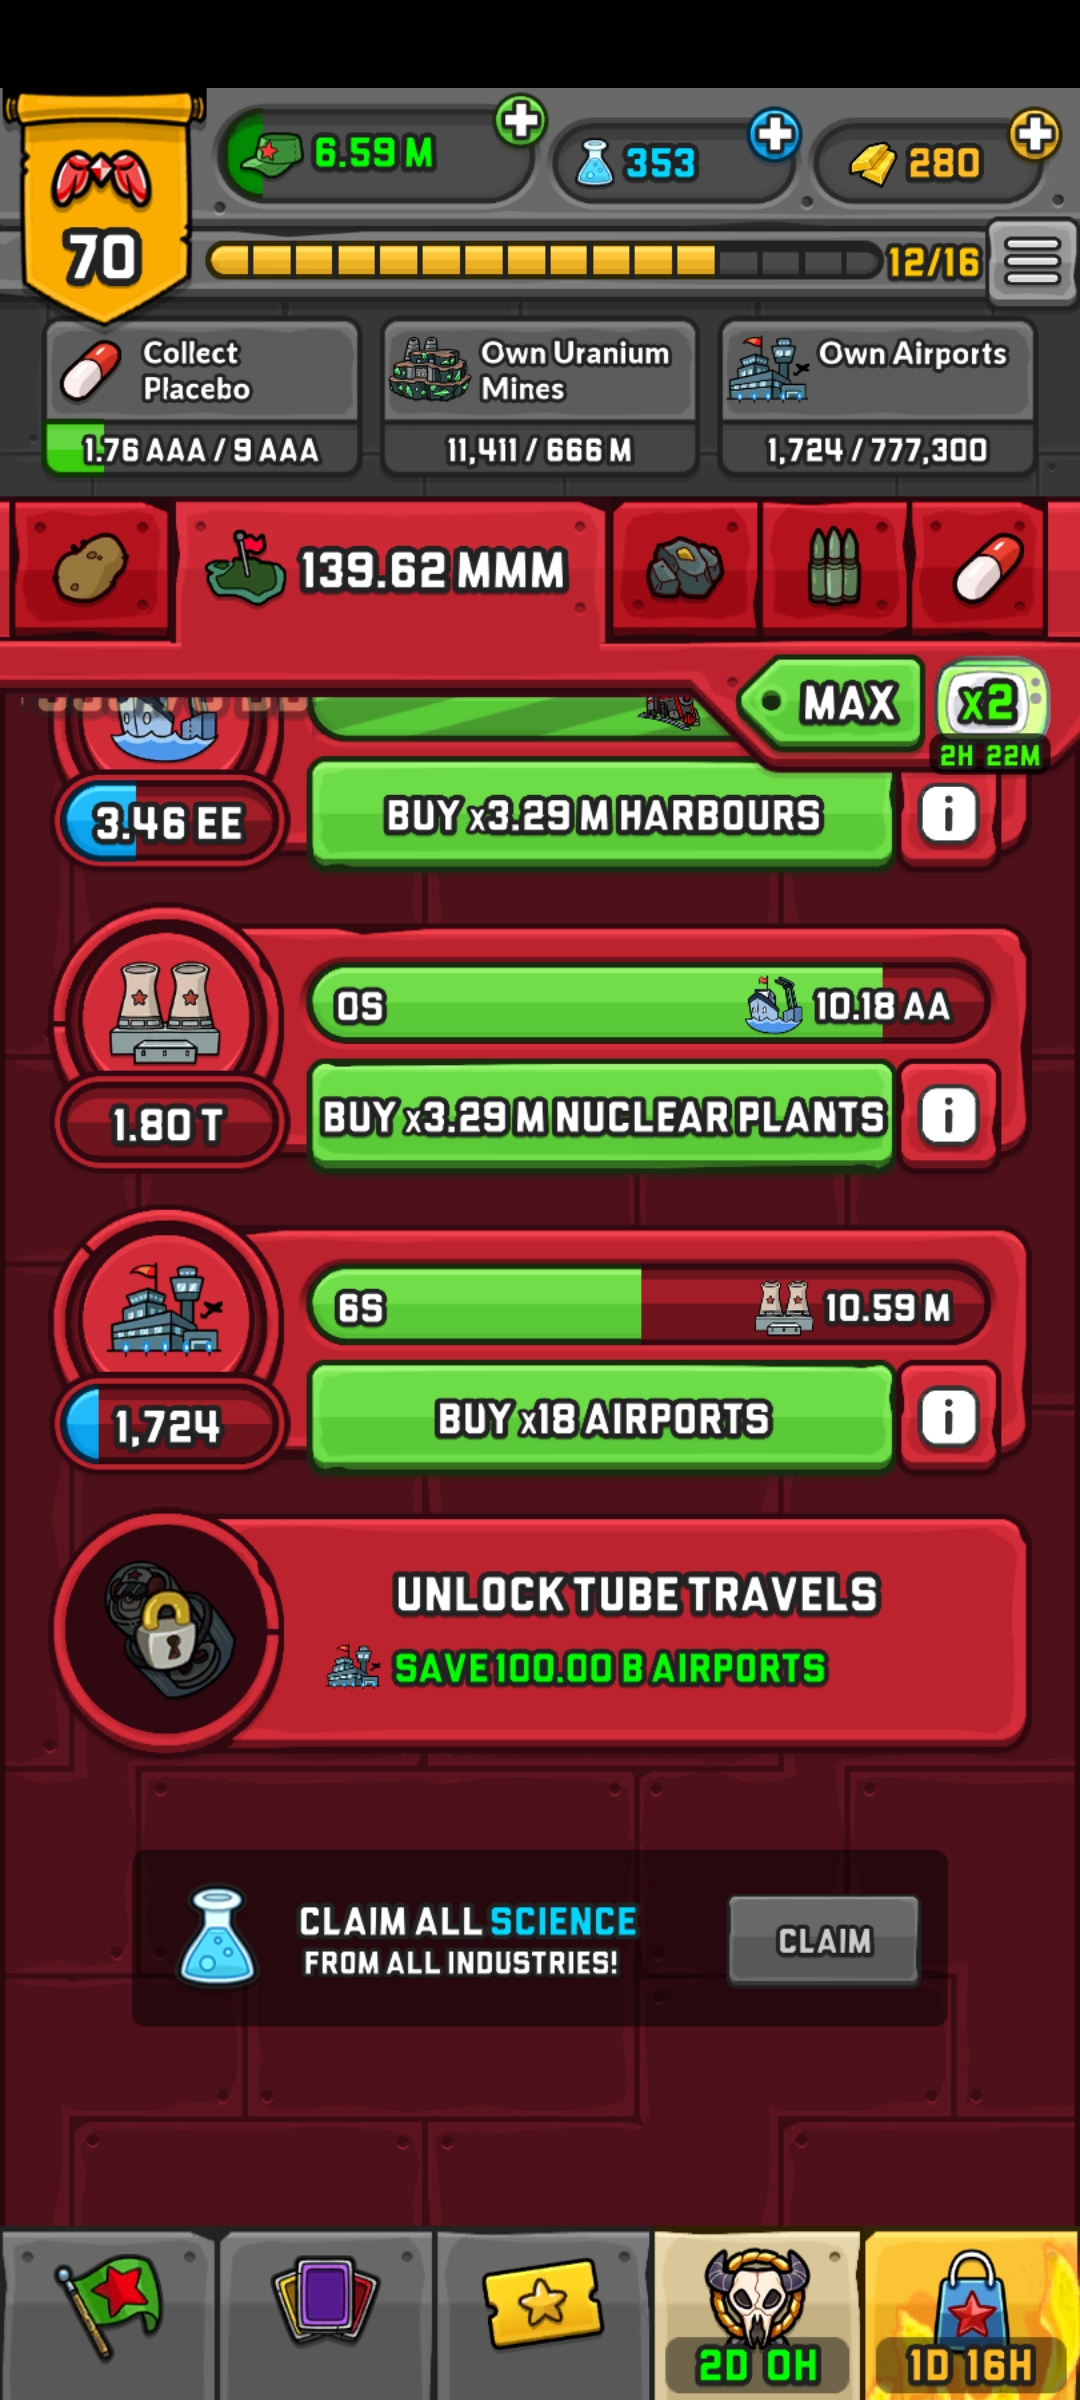 6.59 M
353
280
70
12/16
Collect
Placebo
Own Uranium
Mines
Own Airports
1.76 AAA / 9 AAA
11,411 / 666 M
1,724 / 777,300
139.62 MMM
MAX
x2
2H 22M
3.46 EE
BUY x3.29 M HARBOURS
i
0S
10.18 AA
1.80 T
BUY x3.29 M NUCLEAR PLANTS
i
6S
10.59 M
1,724
BUY x18 AIRPORTS
i
UNLOCK TUBE TRAVELS
SAVE 100.00 B AIRPORTS
CLAIM ALL SCIENCE
FROM ALL INDUSTRIES!
CLAIM
2D 0H
1D 16H